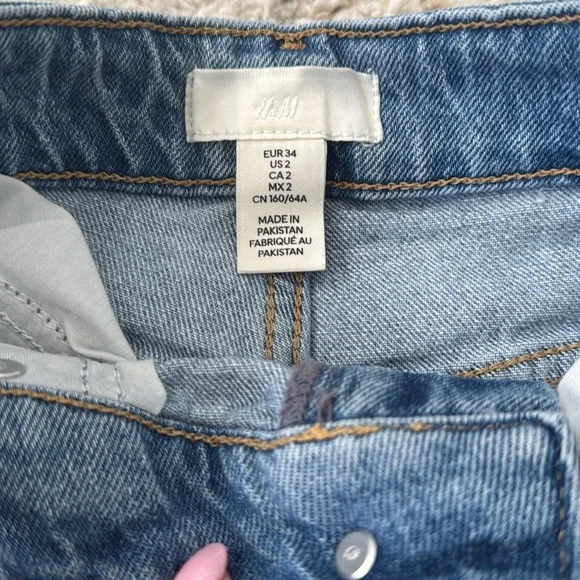 H&M
EUR 34
US 2
CA 2
MX 2
CN 160/64A
MADE IN
PAKISTAN
FABRIQUÉ AU
PAKISTAN